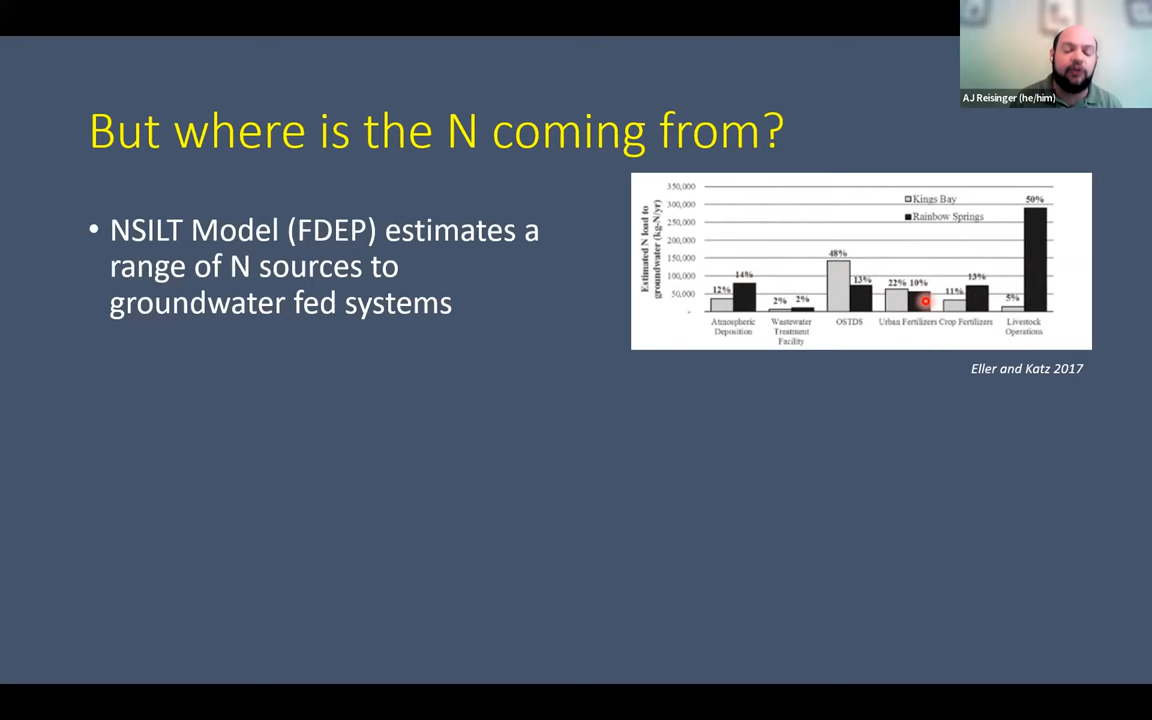 AJ Reisinger (he/him)
But where is the N coming from?
• NSILT Model (FDEP) estimates a
range of N sources to
groundwater fed systems
Estimated N load to
groundwater (kg-N/yr)
350,000
300,000
250,000
200,000
150,000
100,000
50,000
-
Kings Bay
Rainbow Springs
12% 14% 2% 2% 48% 13% 22% 10% 11% 13% 5% 50%
Atmospheric
Deposition
Wastewater
Treatment
Facility
OSTDS
Urban Fertilizers
Crop Fertilizers
Livestock
Operations
Eller and Katz 2017